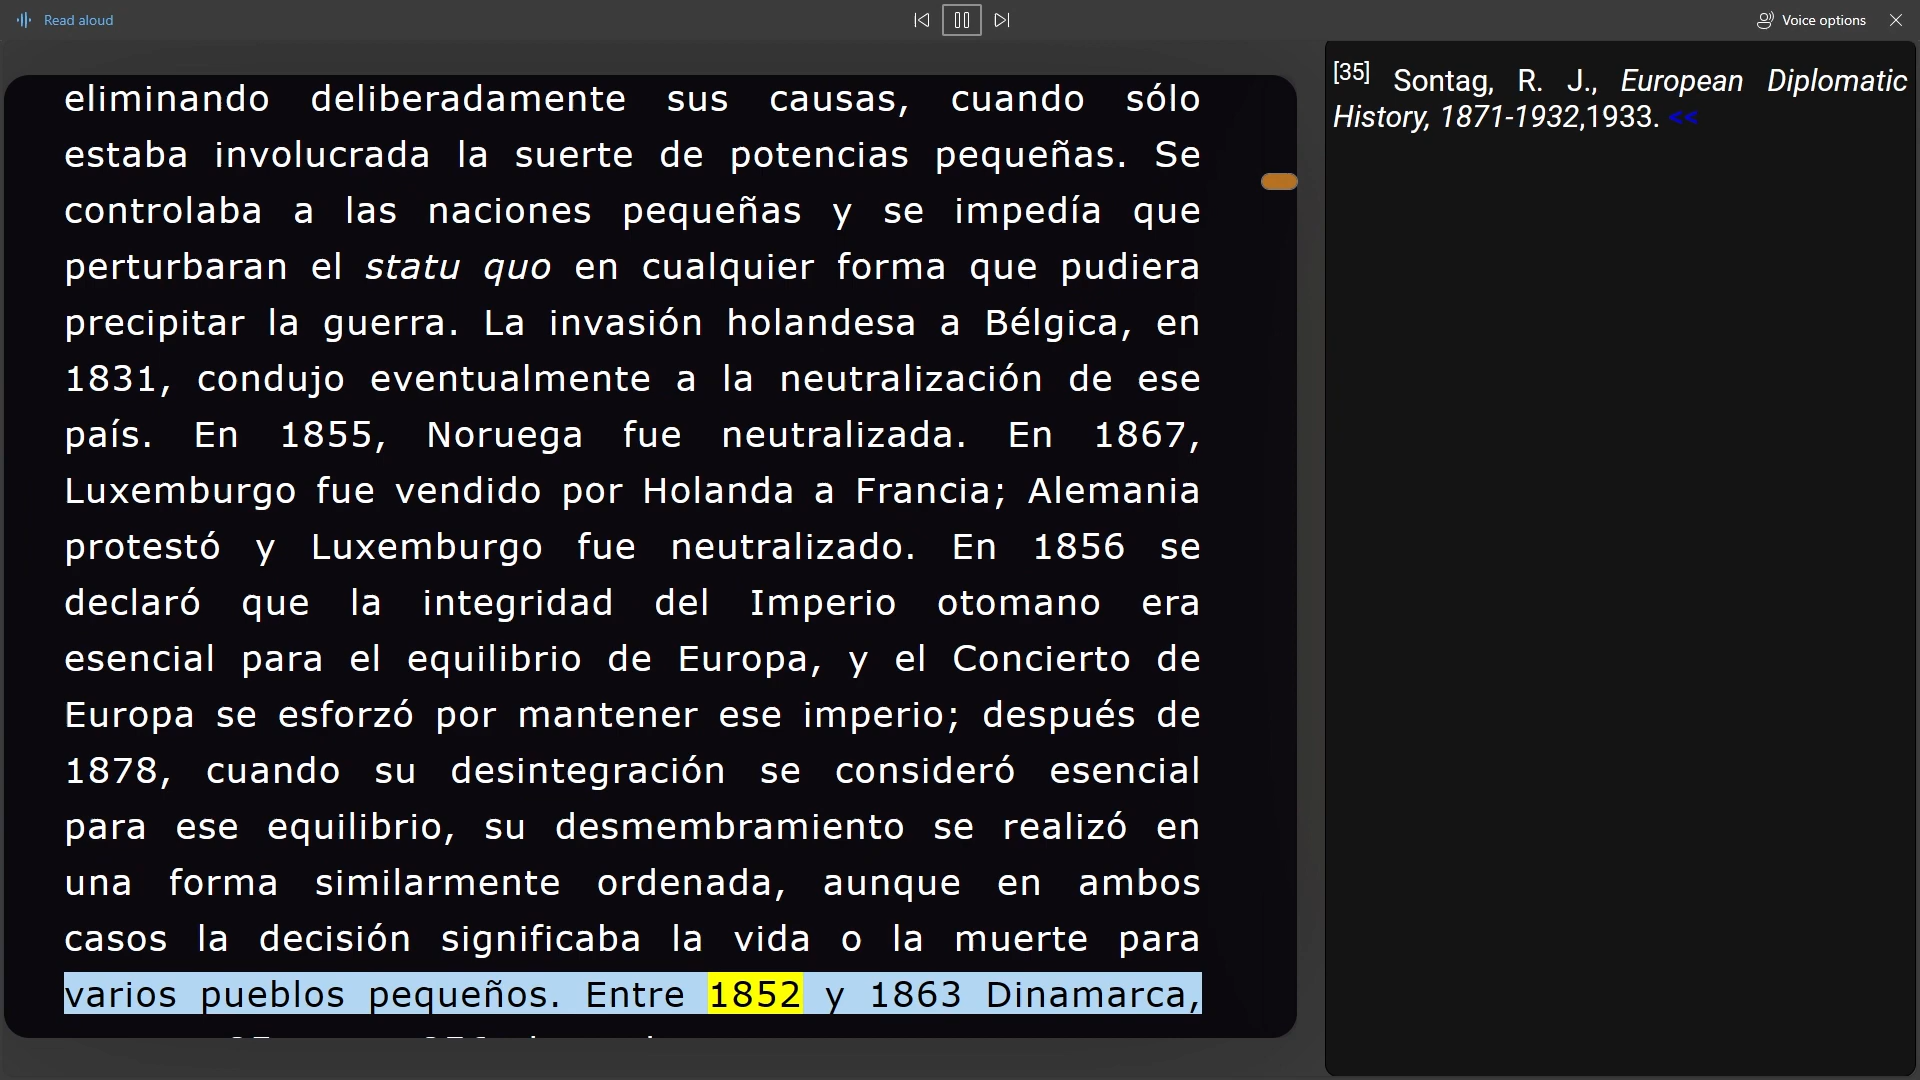 Read aloud
Voice options
eliminando deliberadamente sus causas, cuando sólo
estaba involucrada la suerte de potencias pequeñas. Se
controlaba a las naciones pequeñas y se impedía que
perturbaran el statu quo en cualquier forma que pudiera
precipitar la guerra. La invasión holandesa a Bélgica, en
1831, condujo eventualmente a la neutralización de ese
país. En 1855, Noruega fue neutralizada. En 1867,
Luxemburgo fue vendido por Holanda a Francia; Alemania
protestó y Luxemburgo fue neutralizado. En 1856 se
declaró que la integridad del Imperio otomano era
esencial para el equilibrio de Europa, y el Concierto de
Europa se esforzó por mantener ese imperio; después de
1878, cuando su desintegración se consideró esencial
para ese equilibrio, su desmembramiento se realizó en
una forma similarmente ordenada, aunque en ambos
casos la decisión significaba la vida o la muerte para
varios pueblos pequeños. Entre 1852 y 1863 Dinamarca,
[35] Sontag, R. J., European Diplomatic
History, 1871-1932,1933. <<